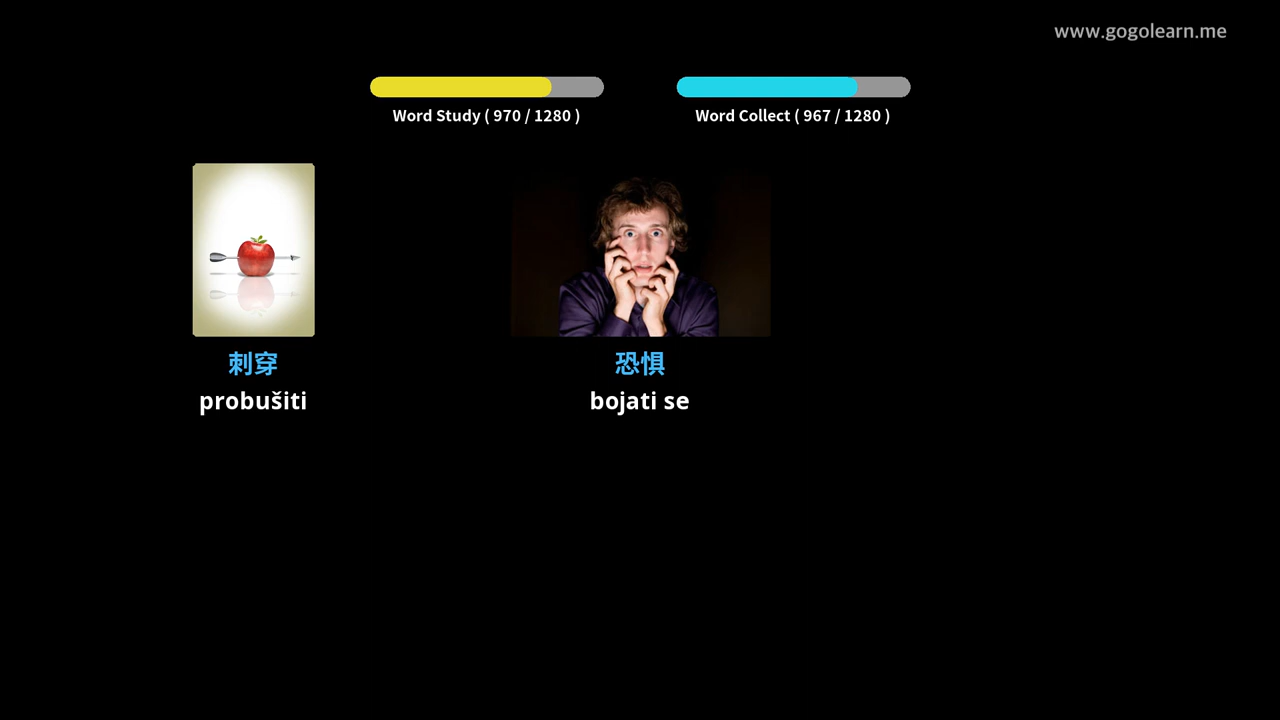 www.gogolearn.me
Word Study ( 970 / 1280 )
Word Collect ( 967 / 1280 )
刺穿
probušiti
恐惧
bojati se